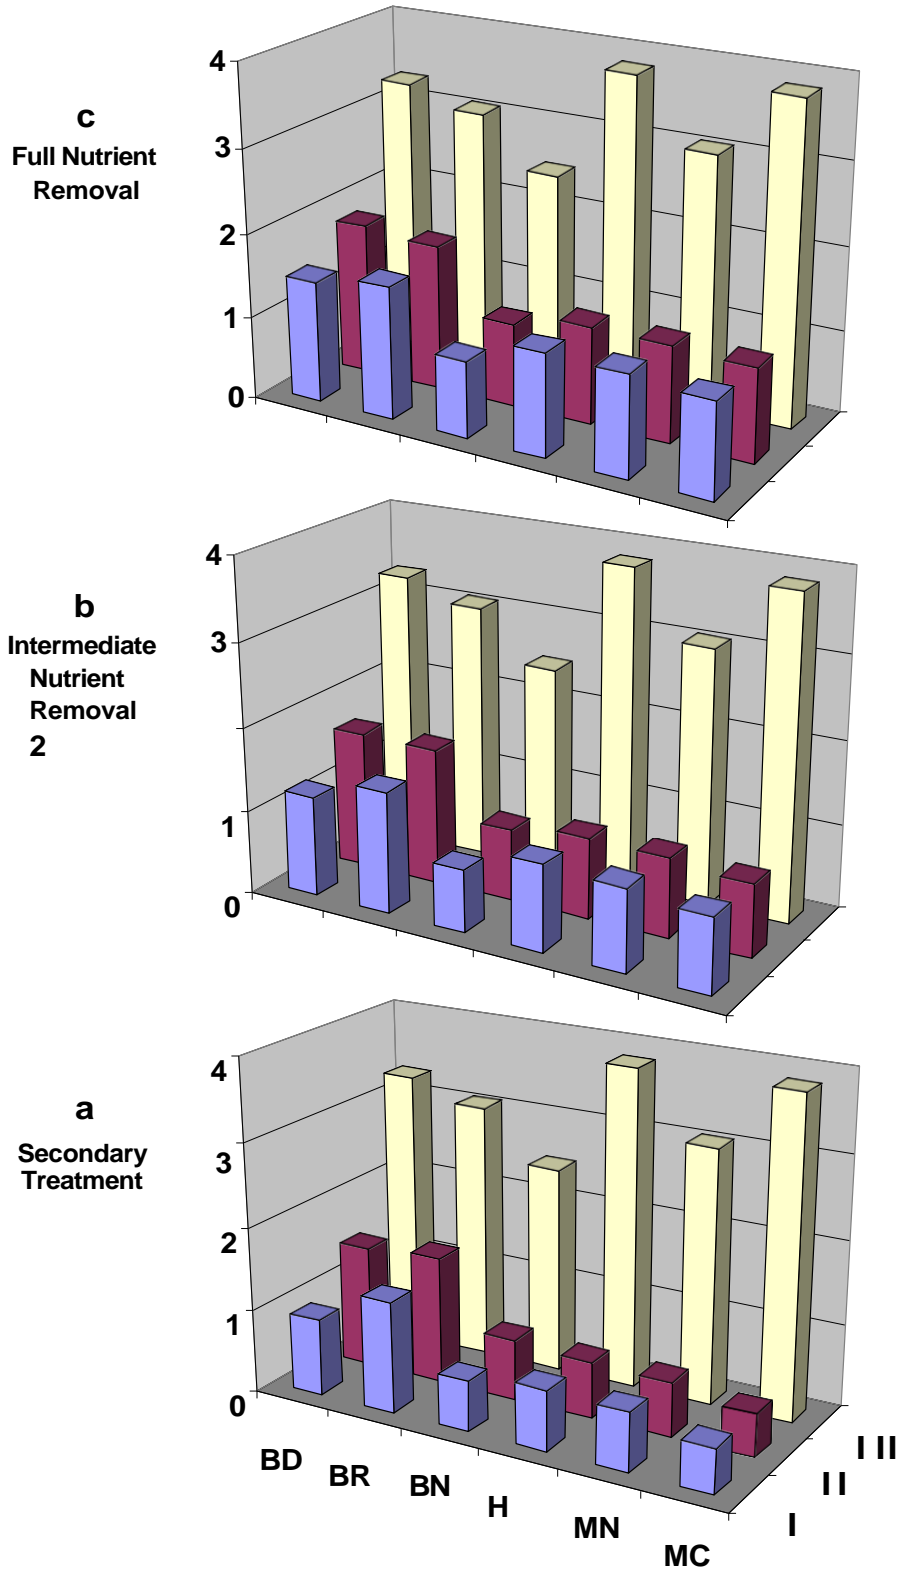 4
c
3
Full Nutrient
Removal
2
1
0
4
b
3
Intermediate
Nutrient
Removal
2
1
0
4
a
3
Secondary
Treatment
2
1
0
BD
BR
BN
H
MN
MC
I
I I
I II